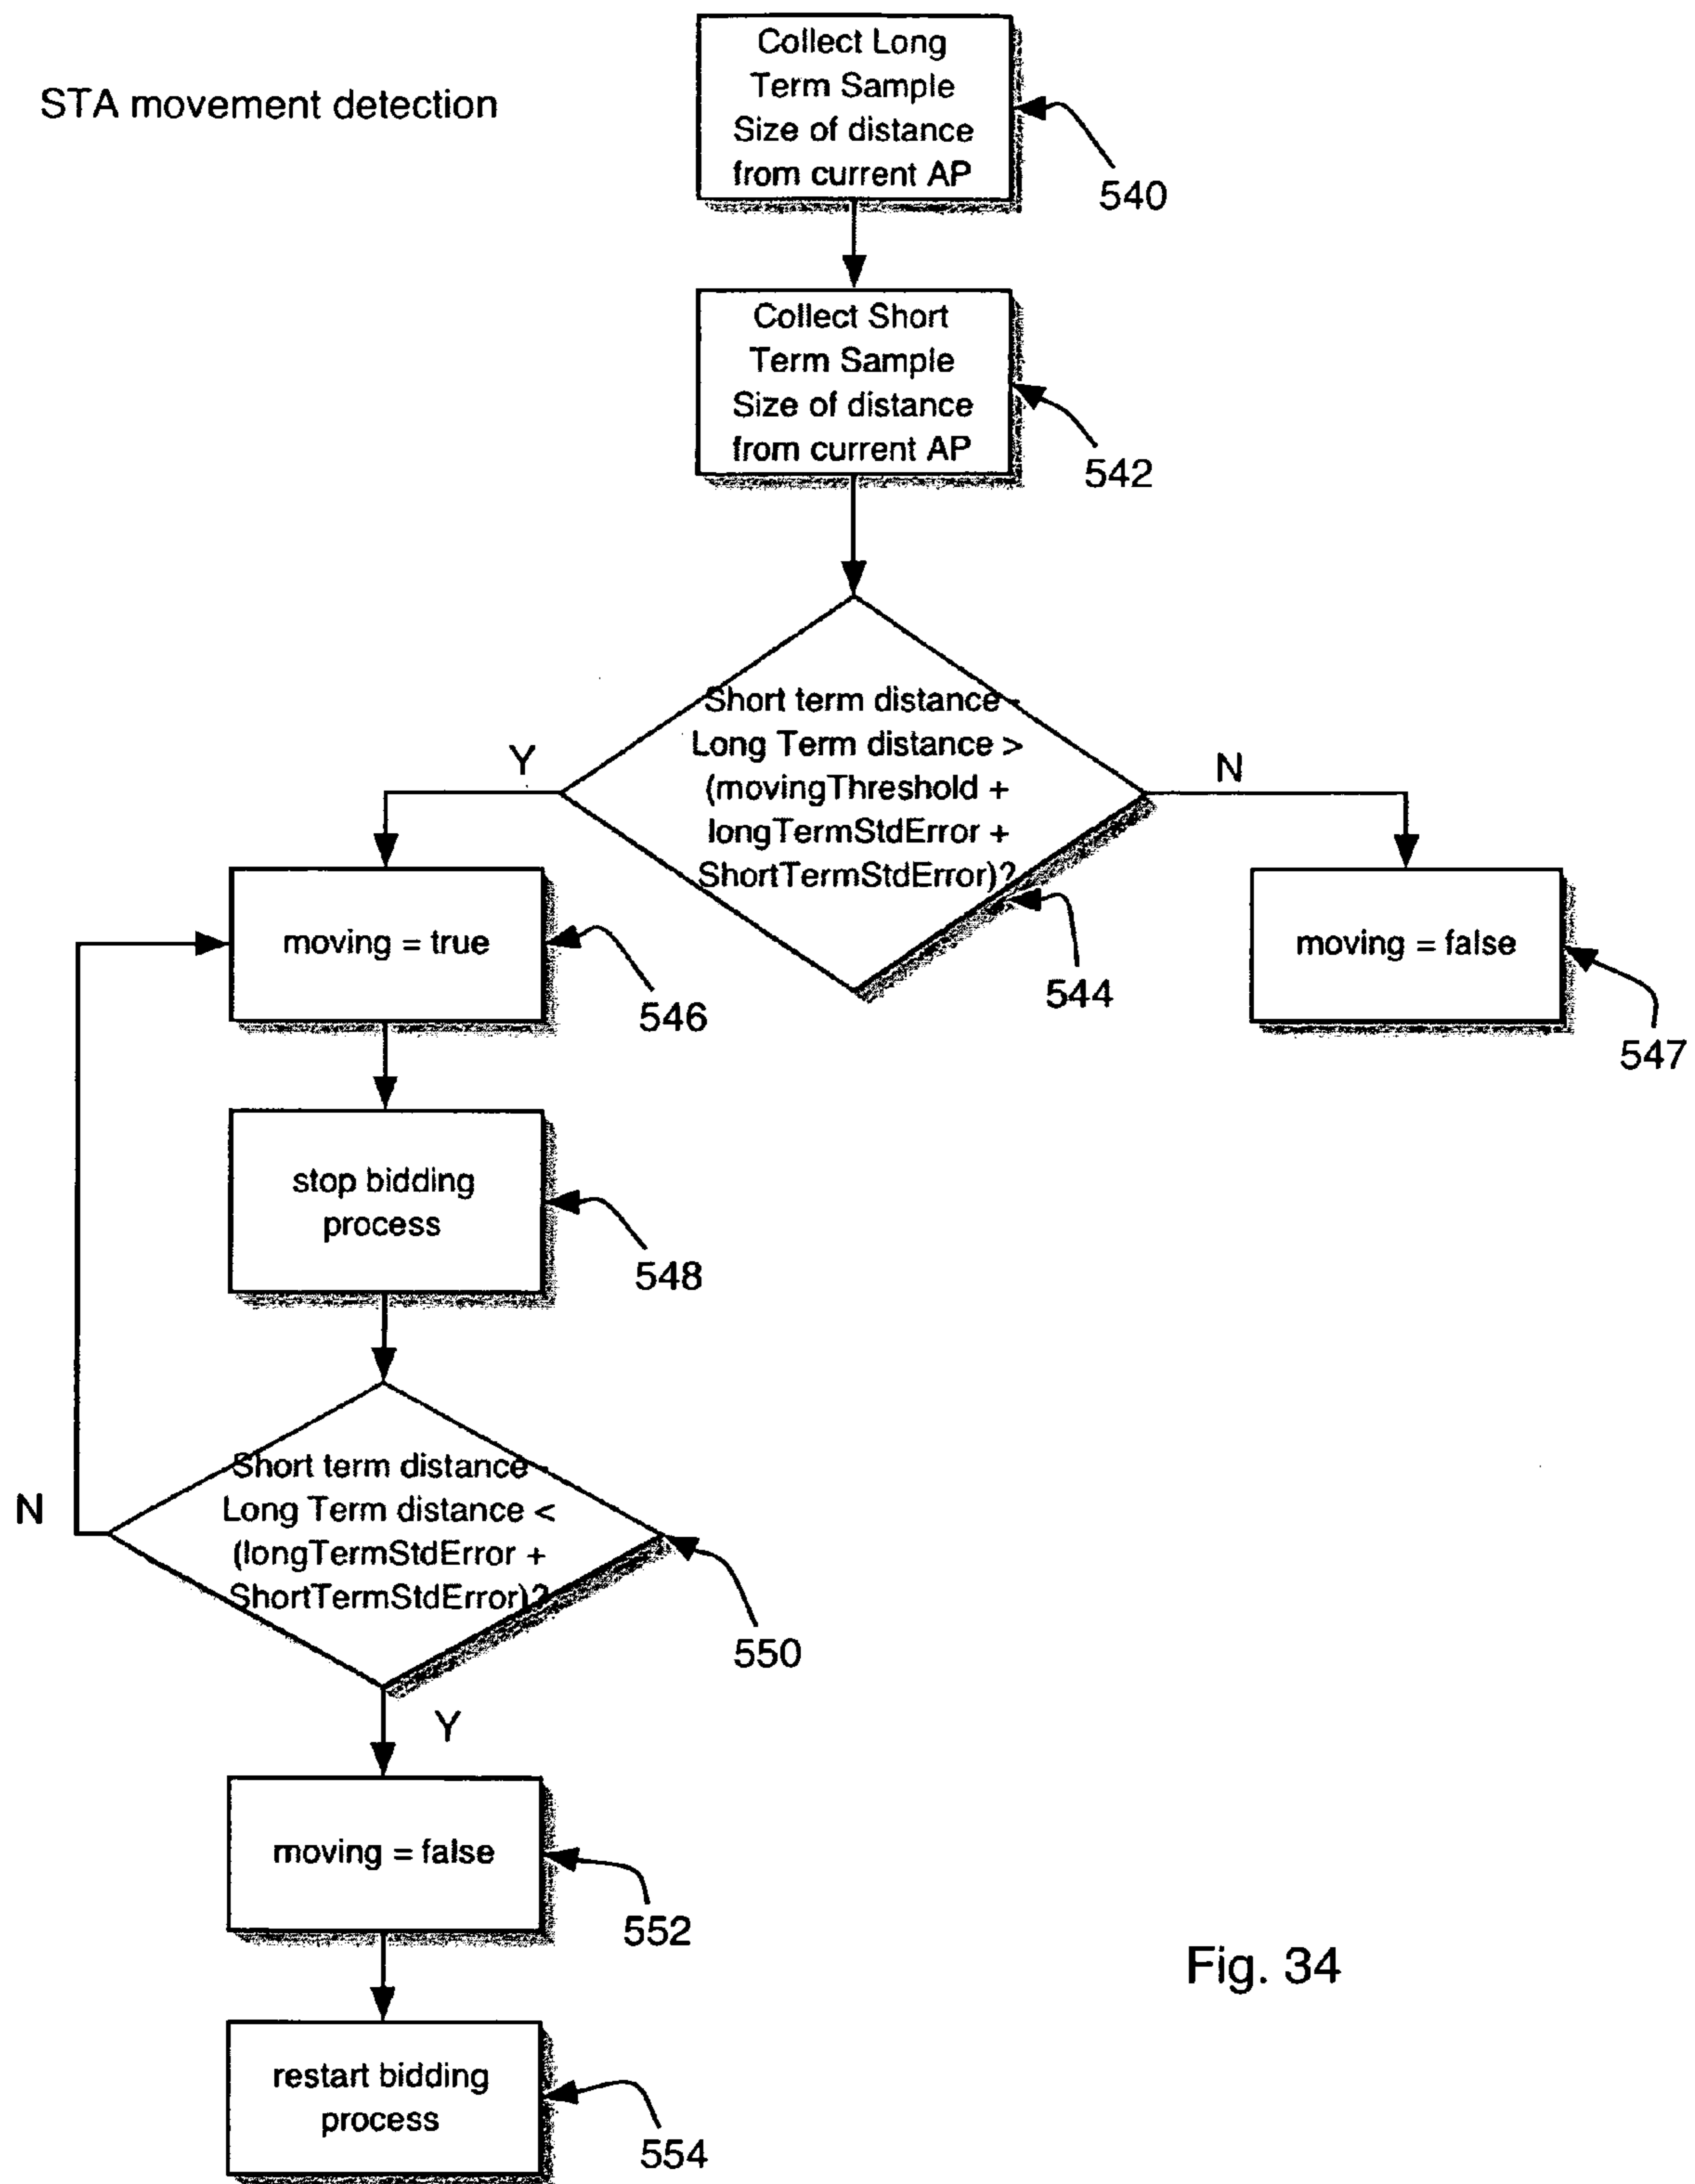 STA movement detection
Collect Long
Term Sample
Size of distance
from current AP
540
Collect Short
Term Sample
Size of distance
from current AP
542
Short term distance -
Long Term distance >
(movingThreshold +
longTermStdError +
ShortTermStdError)?
Y
N
544
moving = true
546
moving = false
547
stop bidding
process
548
Short term distance -
Long Term distance <
(longTermStdError +
ShortTermStdError)?
N
550
Y
moving = false
552
restart bidding
process
554
Fig. 34